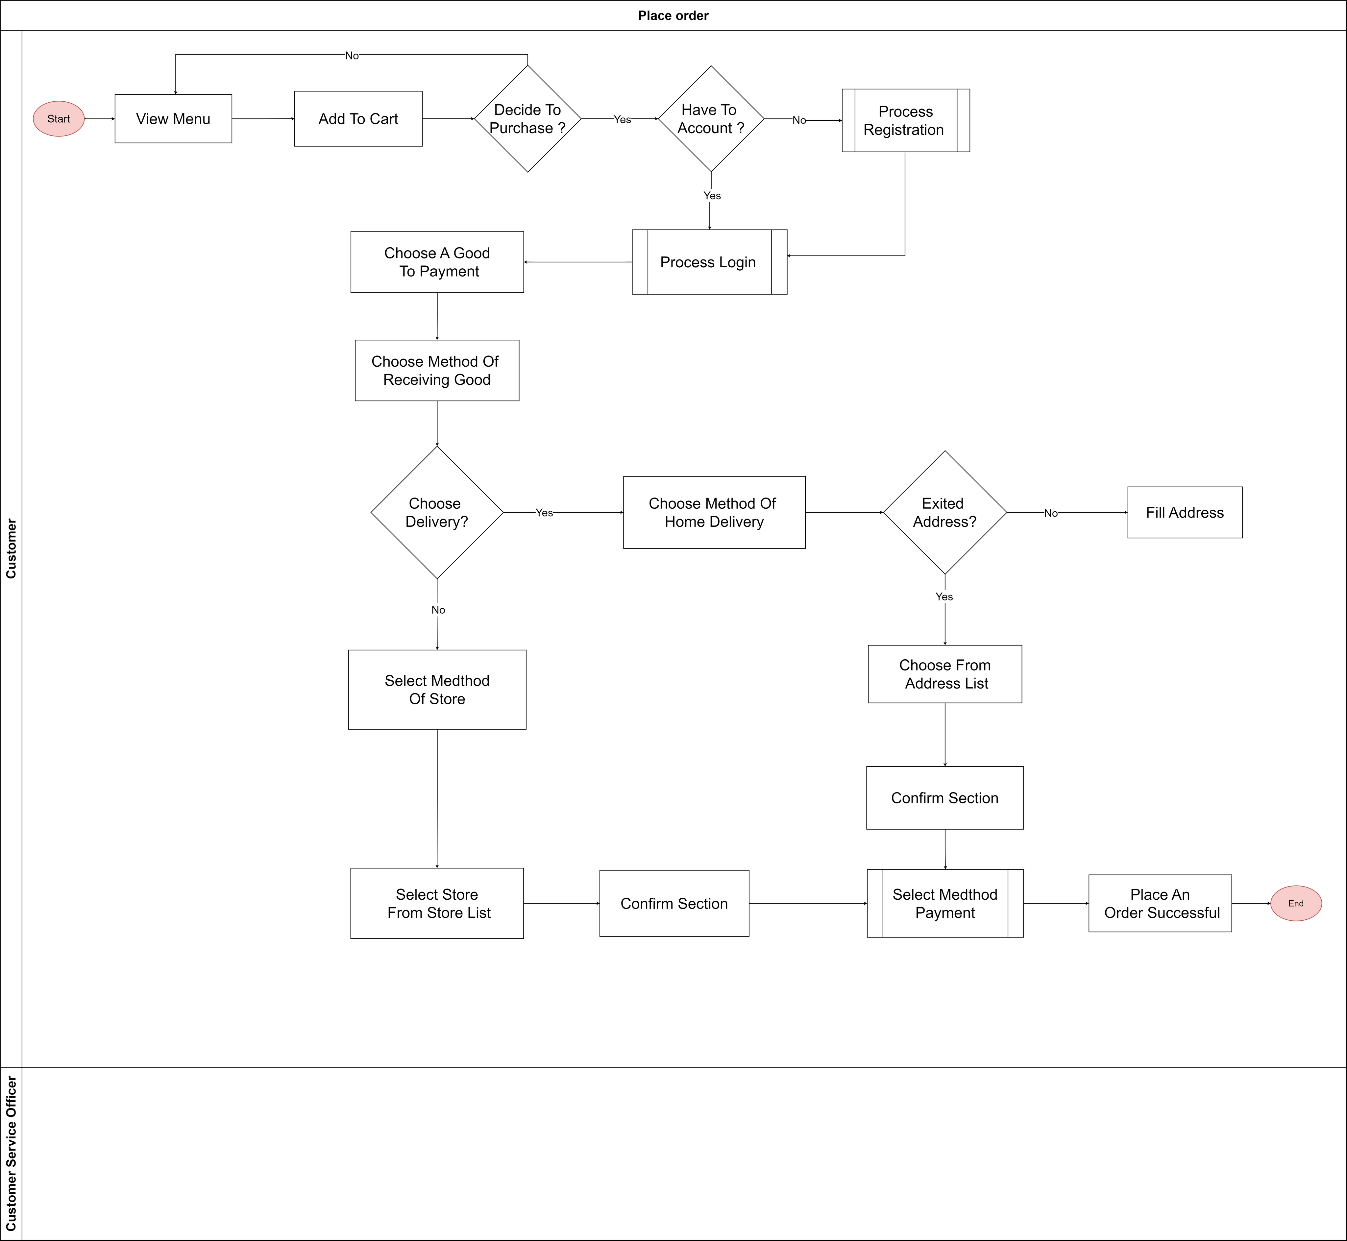 Place order
Customer
No
Start
View Menu
Add To Cart
Decide To
Purchase ?
Yes
Have To
Account ?
No
Process
Registration
Yes
Choose A Good
To Payment
Process Login
Choose Method Of
Receiving Good
Choose
Delivery?
Yes
Choose Method Of
Home Delivery
Exited
Address?
No
Fill Address
No
Yes
Select Medthod
Of Store
Choose From
Address List
Confirm Section
Select Store
From Store List
Confirm Section
Select Medthod
Payment
Place An
Order Successful
End
Customer Service Officer